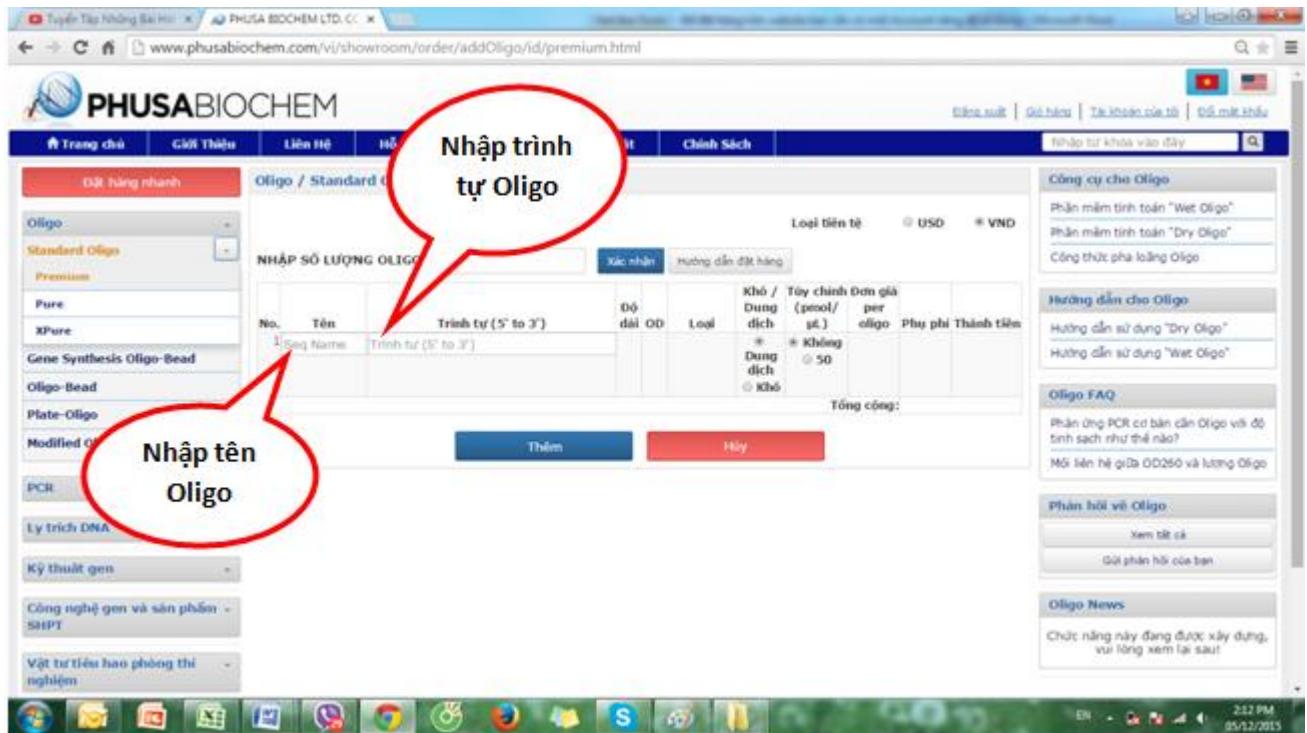 Tuyển Tập Những Bài
PHUSA BIOCHEM LTD. CC
www.phusabiochem.com/vi/showroom/order/addOligo/id/premium.html
PHUSABIOCHEM
Đăng xuất | Giỏ hàng | Tài khoản của tôi | Đổi mật khẩu
Trang chủ Giới Thiệu Liên Hệ Chính Sách
Nhập từ khóa vào đây
Đặt hàng nhanh
Oligo
Standard Oligo
Premium
Pure
XPure
Gene Synthesis Oligo-Bead
Oligo-Bead
Plate-Oligo
Modified
PCR
Ly trích DNA
Kỹ thuật gen
Công nghệ gen và sản phẩm
SHPT
Vật tư tiêu hao phòng thí
nghiệm
Oligo / Standard
Loại tiền tệ USD VND
NHẬP SỐ LƯỢNG OLIGO
Xác nhận
Hướng dẫn đặt hàng
No. Tên Trình tự (5' to 3') Độ dài OD Loại Khô / Dung dịch Tùy chỉnh (pmol/ µL) Đơn giá per oligo Phụ phí Thành tiền
1 Seq Name Trình tự (5' to 3')
Dung dịch
Khô
Không
50
Tổng cộng:
Thêm
Hủy
Nhập trình
tự Oligo
Nhập tên
Oligo
Công cụ cho Oligo
Phần mềm tính toán "Wet Oligo"
Phần mềm tính toán "Dry Oligo"
Công thức pha loãng Oligo
Hướng dẫn cho Oligo
Hướng dẫn sử dụng "Dry Oligo"
Hướng dẫn sử dụng "Wet Oligo"
Oligo FAQ
Phản ứng PCR cơ bản cần Oligo với độ
tinh sạch như thế nào?
Mối liên hệ giữa OD260 và lượng Oligo
Phản hồi về Oligo
Xem tất cả
Gửi phản hồi của bạn
Oligo News
Chức năng này đang được xây dựng,
vui lòng xem lại sau!
EN
2:12 PM
05/12/2015